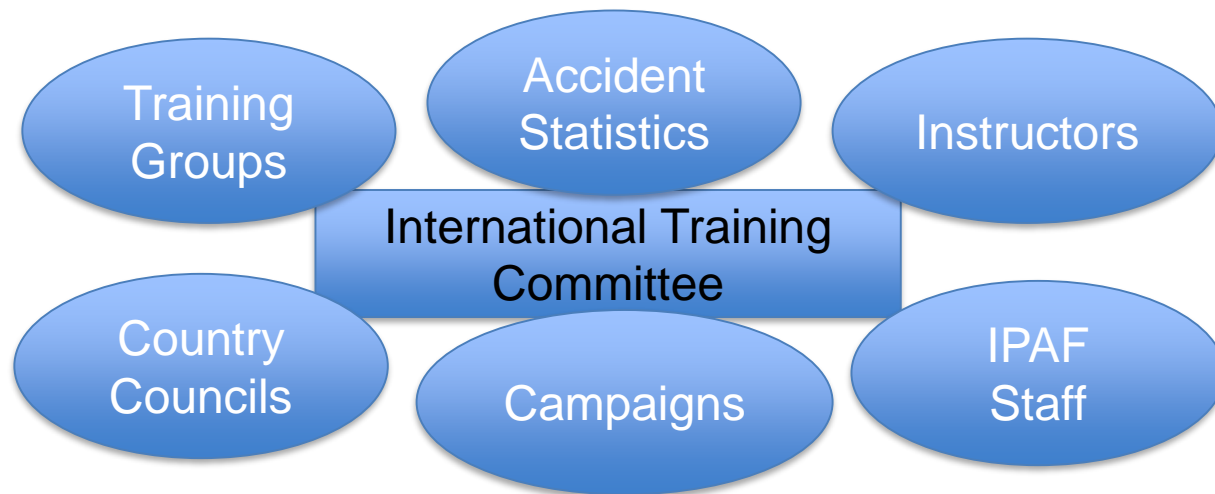 Training
Groups
Accident
Statistics
Instructors
International Training
Committee
Country
Councils
Campaigns
IPAF
Staff